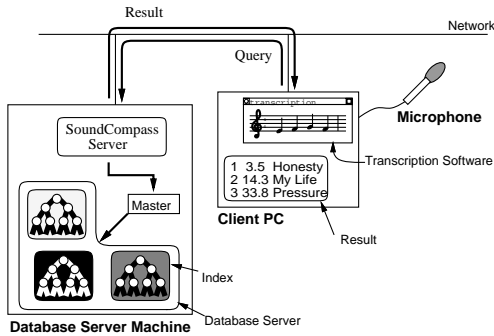 Result
Network
Query
transcription
Microphone
SoundCompass
Server
Transcription Software
1 3.5 Honesty
2 14.3 My Life
3 33.8 Pressure
Master
Client PC
Result
Index
Database Server
Database Server Machine